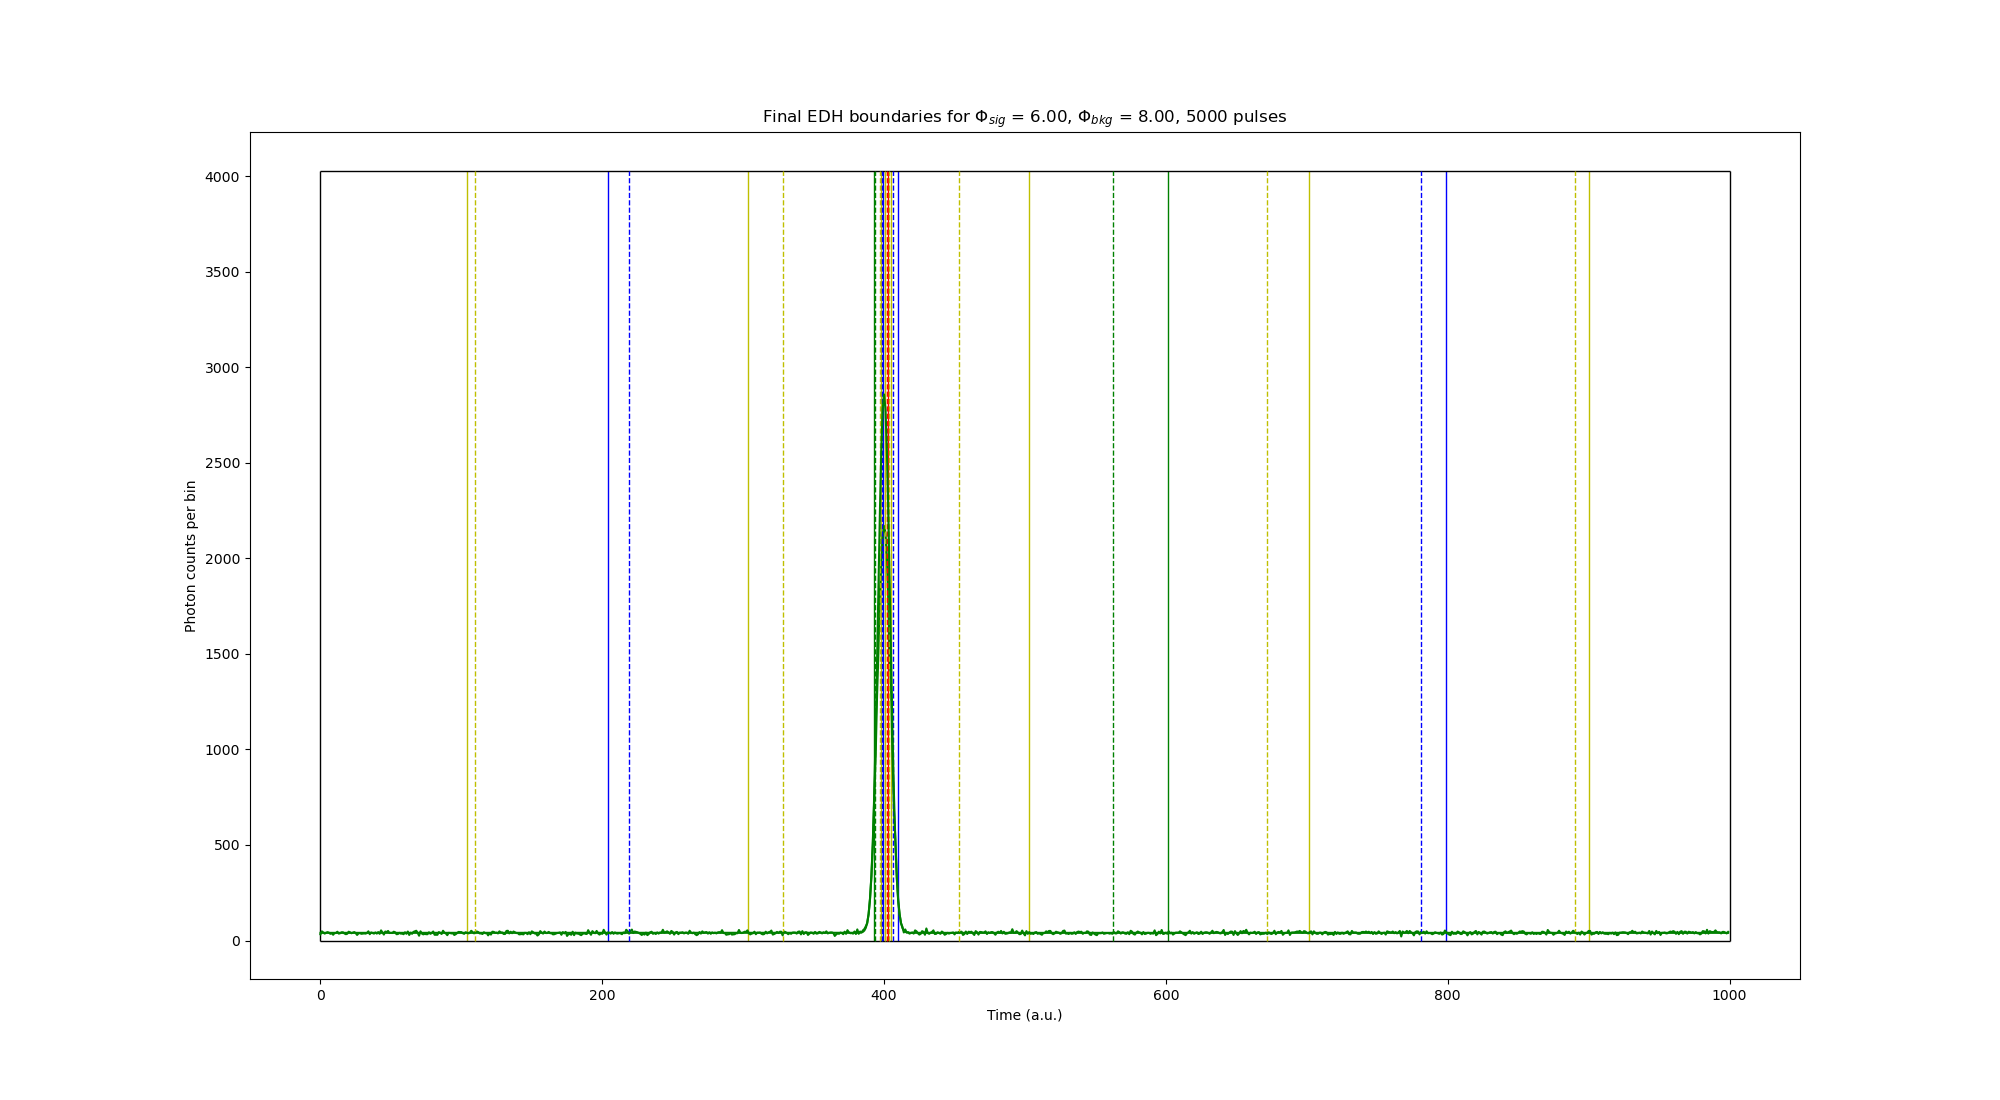 Final EDH boundaries for Φsig = 6.00, Φbkg = 8.00, 5000 pulses
4000
3500
3000
2500
2000
1500
1000
500
0
Photon counts per bin
0 200 400 600 800 1000
Time (a.u.)